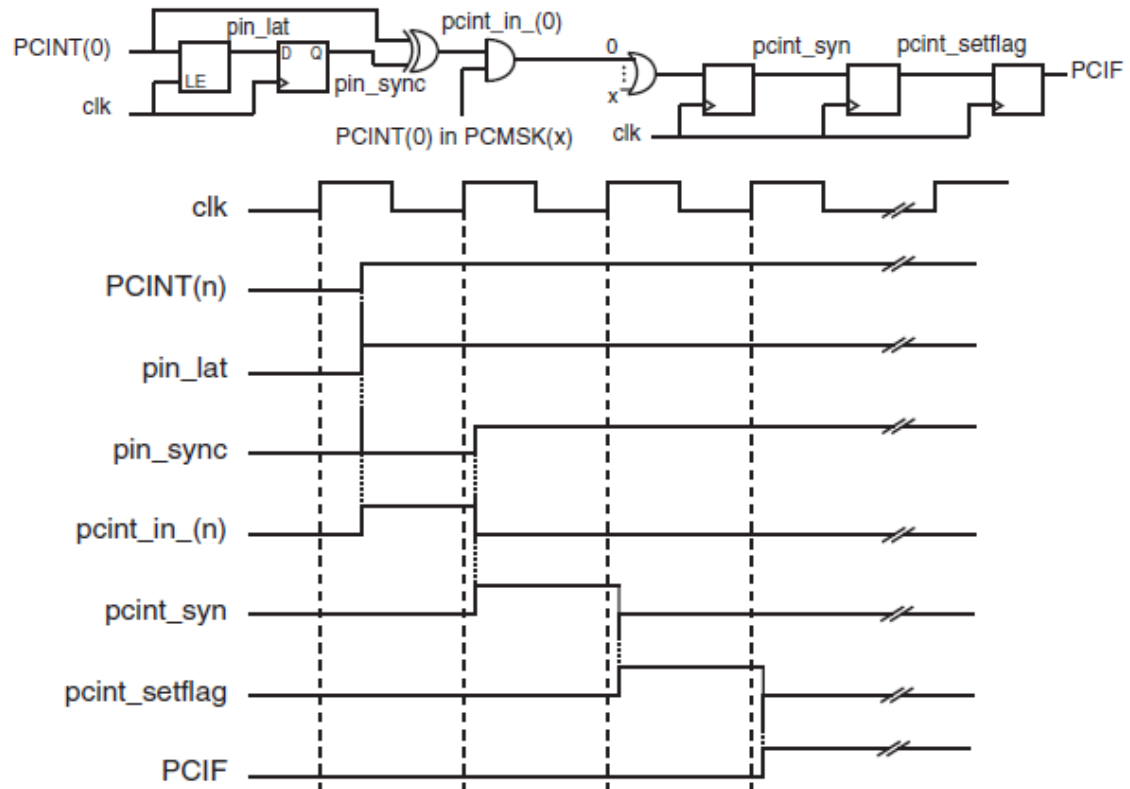 pin_lat
pcint_in_(0)
PCINT(0)
D Q
LE
pin_sync
clk
PCINT(0) in PCMSK(x)
0
x
pcint_syn
pcint_setflag
PCIF
clk
clk
PCINT(n)
pin_lat
pin_sync
pcint_in_(n)
pcint_syn
pcint_setflag
PCIF